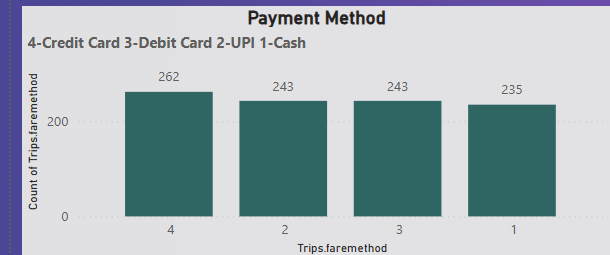 Payment Method
4-Credit Card 3-Debit Card 2-UPI 1-Cash
Count of Trips.faremethod
262 243 243 235
200
0
4 2 3 1
Trips.faremethod